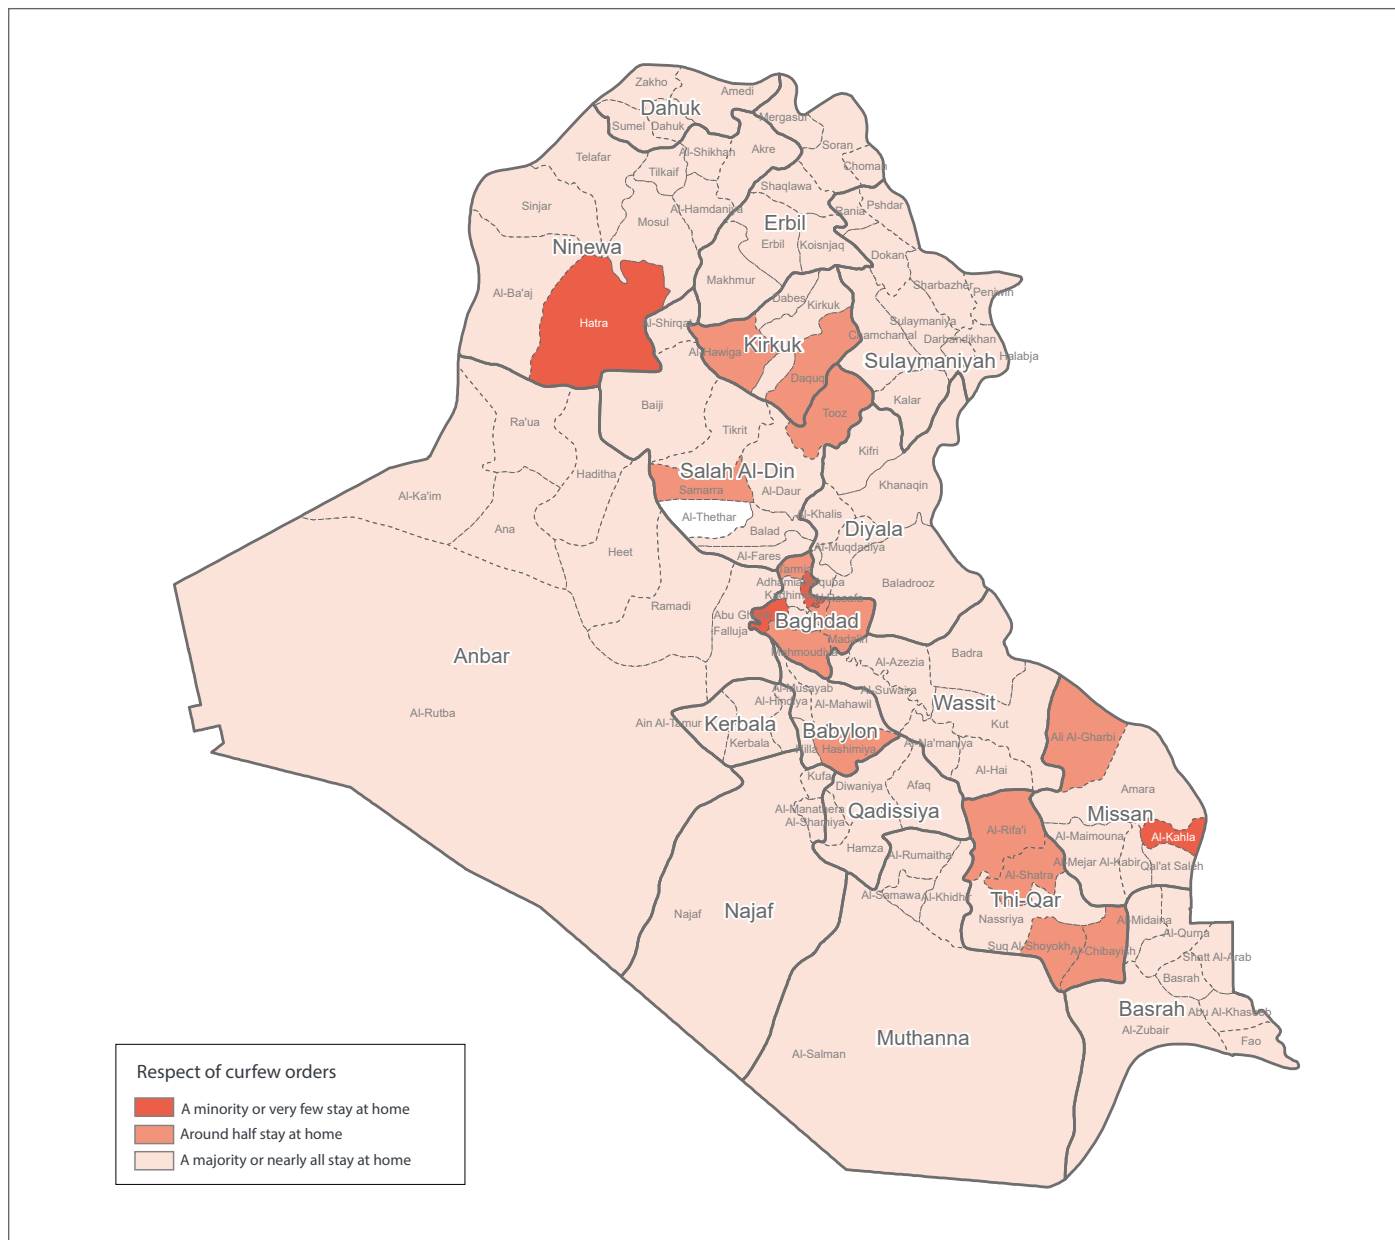 Zakho
Amedi
Dahuk
Mergasur
Sumel
Dahuk
Soran
Al-Shikhan
Akre
Telafar
Choman
Tilkaif
Shaqlawa
Sinjar
Al-Hamdaniya
Rania
Pshdar
Mosul
Erbil
Ninewa
Erbil
Koisnjaq
Dokan
Makhmur
Sharbazher
Penjwin
Al-Ba'aj
Dabes
Kirkuk
Hatra
Al-Shirqat
Sulaymaniya
Chamchamal
Darbandikhan
Kirkuk
Al-Hawiga
Halabja
Sulaymaniyah
Daquq
Kalar
Baiji
Tooz
Ra'ua
Tikrit
Kifri
Haditha
Salah Al-Din
Khanaqin
Samarra
Al-Daur
Al-Ka'im
Al-Thethar
Al-Khalis
Ana
Diyala
Balad
Heet
Al-Muqdadiya
Al-Fares
Tarmia
Adhamia
Baladrooz
Ramadi
Abu Ghraib
Baghdad
Falluja
Mada'in
Mahmoudiya
Anbar
Badra
Al-Azezia
Al-Musayab
Al-Suwaira
Al-Hindiya
Al-Mahawil
Wassit
Al-Rutba
Ain Al-Tamur
Kerbala
Kut
Babylon
Ali Al-Gharbi
Kerbala
Hilla
Hashimiya
Al-Na'maniya
Al-Hai
Kufa
Diwaniya
Afaq
Amara
Al-Manathera
Qadissiya
Missan
Al-Shamiya
Al-Rifa'i
Al-Maimouna
Al-Kahla
Hamza
Al-Rumaitha
Al-Mejar Al-Kabir
Qal'at Saleh
Al-Shatra
Al-Samawa
Al-Khidhir
Thi-Qar
Najaf
Najaf
Nassriya
Al-Midaina
Al-Qurna
Suq Al-Shoyokh
Al-Chibayish
Shatt Al-Arab
Basrah
Basrah
Abu Al-Khaseeb
Muthanna
Al-Zubair
Fao
Al-Salman
Respect of curfew orders
A minority or very few stay at home
Around half stay at home
A majority or nearly all stay at home